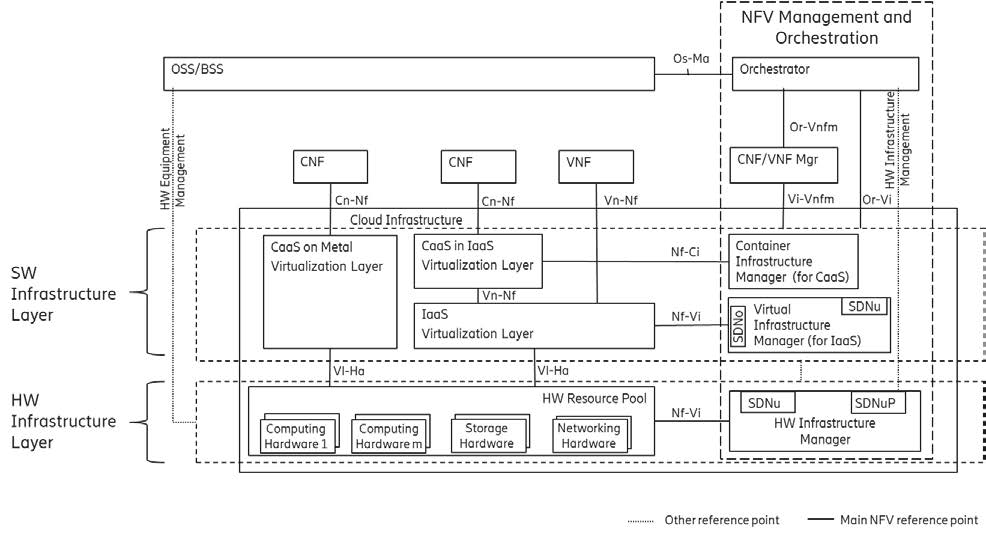 NFV Management and
Orchestration
OSS/BSS
Os-Ma
Orchestrator
HW Equipment
Management
HW Infrastructure
Management
Or-Vnfm
CNF
CNF
VNF
CNF/VNF Mgr
Cn-Nf
Cn-Nf
Vn-Nf
Vi-Vnfm
Or-Vi
Cloud Infrastructure
SW
Infrastructure
Layer
CaaS on Metal
Virtualization Layer
CaaS in IaaS
Virtualization Layer
Nf-Ci
Container
Infrastructure
Manager (for CaaS)
Vn-Nf
IaaS
Virtualization Layer
Nf-Vi
SDNo
Virtual
Infrastructure
Manager (for IaaS)
SDNu
Vl-Ha
Vl-Ha
HW
Infrastructure
Layer
HW Resource Pool
Computing
Hardware 1
Computing
Hardware m
Storage
Hardware
Networking
Hardware
Nf-Vi
SDNu
SDNuP
HW Infrastructure
Manager
Other reference point
Main NFV reference point